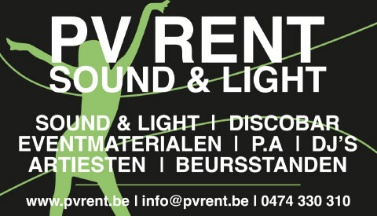 PV RENT
SOUND & LIGHT
SOUND & LIGHT | DISCOBAR
EVENTMATERIALEN | P.A | DJ'S
ARTIESTEN | BEURSSTANDEN
www.pvrent.be | info@pvrent.be | 0474 330 310